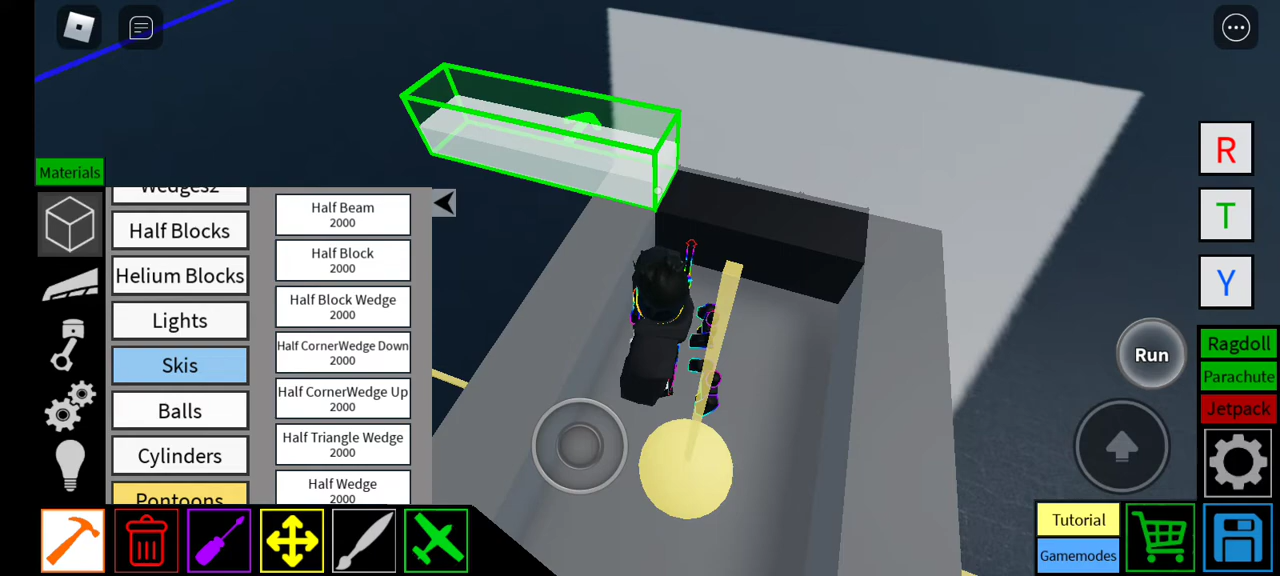 Materials
Wedges2
Half Blocks
Helium Blocks
Lights
Skis
Balls
Cylinders
Pontoons
Half Beam
2000
Half Block
2000
Half Block Wedge
2000
Half CornerWedge Down
2000
Half CornerWedge Up
2000
Half Triangle Wedge
2000
Half Wedge
2000
R
T
Y
Run
Ragdoll
Parachute
Jetpack
Tutorial
Gamemodes